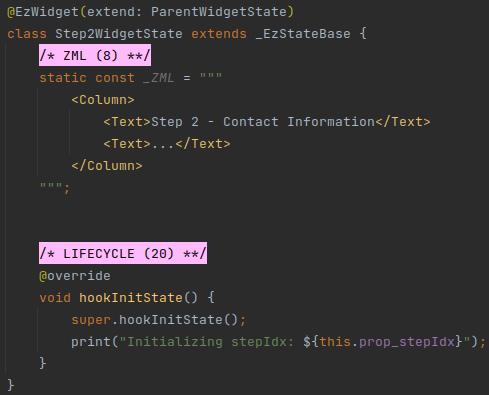 @EzWidget(extend: ParentWidgetState)
class Step2WidgetState extends _EzStateBase {
    /* ZML (8) **/
    static const _ZML = """
        <Column>
            <Text>Step 2 - Contact Information</Text>
            <Text>...</Text>
        </Column>
    """;

    /* LIFECYCLE (20) **/
    @override
    void hookInitState() {
        super.hookInitState();
        print("Initializing stepIdx: ${this.prop_stepIdx}");
    }
}